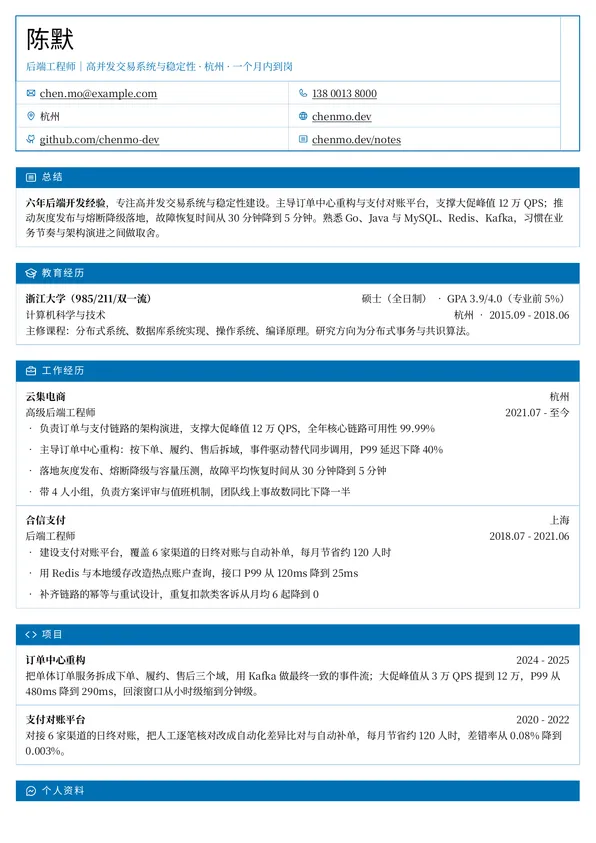 陈默
后端工程师｜高并发交易系统与稳定性 · 杭州 · 一个月内到岗
chen.mo@example.com
138 0013 8000
杭州
chenmo.dev
github.com/chenmo-dev
chenmo.dev/notes
总结
六年后端开发经验，专注高并发交易系统与稳定性建设。主导订单中心重构与支付对账平台，支撑大促峰值 12 万 QPS；推
动灰度发布与熔断降级落地，故障恢复时间从 30 分钟降到 5 分钟。熟悉 Go、Java 与 MySQL、Redis、Kafka，习惯在业
务节奏与架构演进之间做取舍。
教育经历
浙江大学（985/211/双一流） 硕士（全日制） · GPA 3.9/4.0（专业前 5%）
计算机科学与技术 杭州 · 2015.09 - 2018.06
主修课程：分布式系统、数据库系统实现、操作系统、编译原理。研究方向为分布式事务与共识算法。
工作经历
云集电商 杭州
高级后端工程师 2021.07 - 至今
· 负责订单与支付链路的架构演进，支撑大促峰值 12 万 QPS，全年核心链路可用性 99.99%
· 主导订单中心重构：按下单、履约、售后拆域，事件驱动替代同步调用，P99 延迟下降 40%
· 落地灰度发布、熔断降级与容量压测，故障平均恢复时间从 30 分钟降到 5 分钟
· 带 4 人小组，负责方案评审与值班机制，团队线上事故数同比下降一半
合信支付 上海
后端工程师 2018.07 - 2021.06
· 建设支付对账平台，覆盖 6 家渠道的日终对账与自动补单，每月节省约 120 人时
· 用 Redis 与本地缓存改造热点账户查询，接口 P99 从 120ms 降到 25ms
· 补齐链路的幂等与重试设计，重复扣款类客诉从月均 6 起降到 0
项目
订单中心重构 2024 - 2025
把单体订单服务拆成下单、履约、售后三个域，用 Kafka 做最终一致的事件流；大促峰值从 3 万 QPS 提到 12 万，P99 从
480ms 降到 290ms，回滚窗口从小时级缩到分钟级。
支付对账平台 2020 - 2022
对接 6 家渠道的日终对账，把人工逐笔核对改成自动化差异比对与自动补单，每月节省约 120 人时，差错率从 0.08% 降到
0.003%。
个人资料